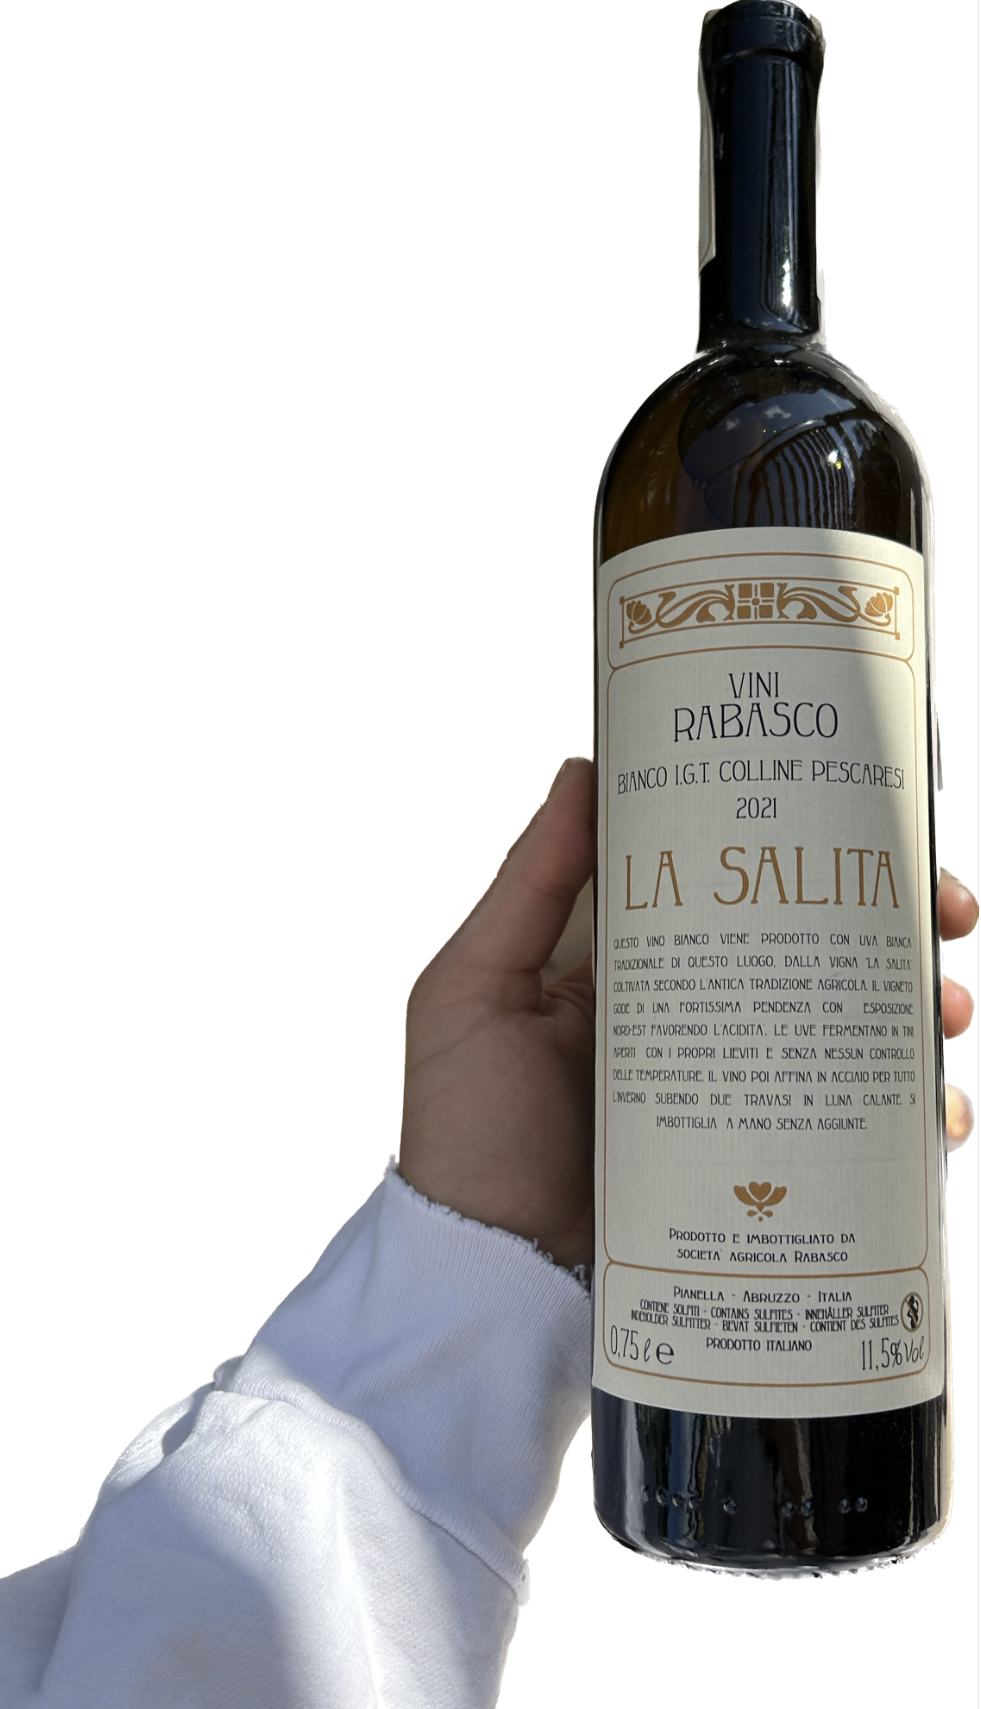 VINI
RABASCO
BIANCO I.G.T. COLLINE PESCARESI
2021
LA SALITA
QUESTO VINO BIANCO VIENE PRODOTTO CON UVA BIANCA
TRADIZIONALE DI QUESTO LUOGO, DALLA VIGNA "LA SALITA"
COLTIVATA SECONDO L'ANTICA TRADIZIONE AGRICOLA. IL VIGNETO
GODE DI UNA FORTISSIMA PENDENZA CON ESPOSIZIONE
NORD-EST FAVORENDO L'ACIDITA'. LE UVE FERMENTANO IN TINI
APERTI CON I PROPRI LIEVITI E SENZA NESSUN CONTROLLO
DELLE TEMPERATURE. IL VINO POI AFFINA IN ACCIAIO PER TUTTO
L'INVERNO SUBENDO DUE TRAVASI IN LUNA CALANTE. SI
IMBOTTIGLIA A MANO SENZA AGGIUNTE.
PRODOTTO E IMBOTTIGLIATO DA
SOCIETA' AGRICOLA RABASCO
PIANELLA - ABRUZZO - ITALIA
CONTIENE SOLFITI - CONTAINS SULFITES - INNEHÅLLER SULFITER
INDEHOLDER SULFITTER - BEVAT SULFIETEN - CONTIENT DES SULFITES
0,75 ℓ e PRODOTTO ITALIANO 11,5% Vol